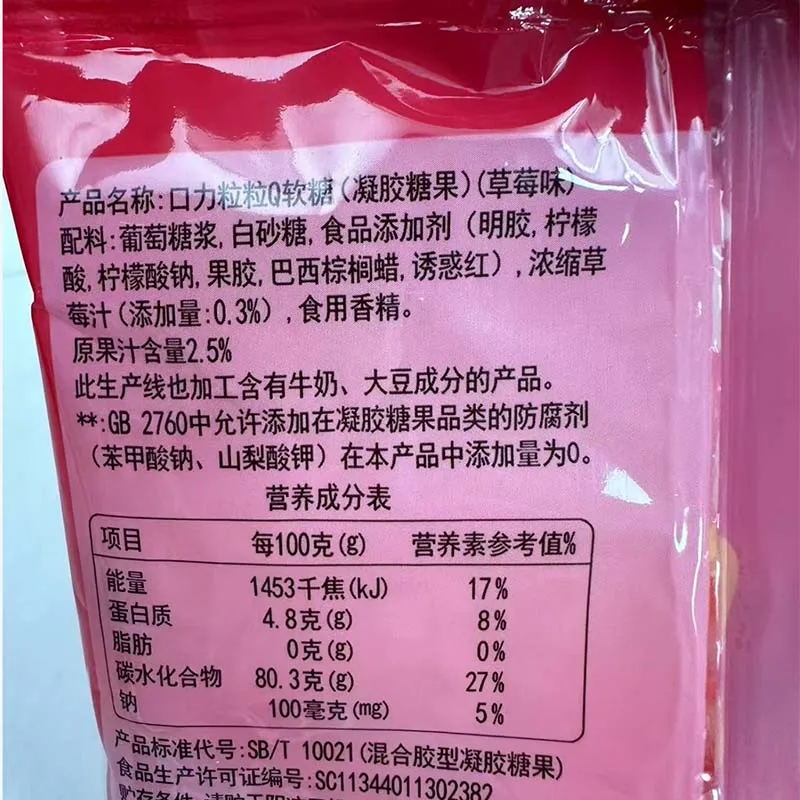 产品名称:口力粒粒Q软糖(凝胶糖果)(草莓味)
配料:葡萄糖浆,白砂糖,食品添加剂(明胶,柠檬
酸,柠檬酸钠,果胶,巴西棕榈蜡,诱惑红),浓缩草
莓汁(添加量:0.3%),食用香精。
原果汁含量2.5%
此生产线也加工含有牛奶、大豆成分的产品。
**:GB 2760中允许添加在凝胶糖果品类的防腐剂
(苯甲酸钠、山梨酸钾)在本产品中添加量为0。
营养成分表
项目 每100克(g) 营养素参考值%
能量 1453千焦(kJ) 17%
蛋白质 4.8克(g) 8%
脂肪 0克(g) 0%
碳水化合物 80.3克(g) 27%
钠 100毫克(mg) 5%
产品标准代号:SB/T 10021(混合胶型凝胶糖果)
食品生产许可证编号:SC11344011302382
贮存条件:请贮于阴凉